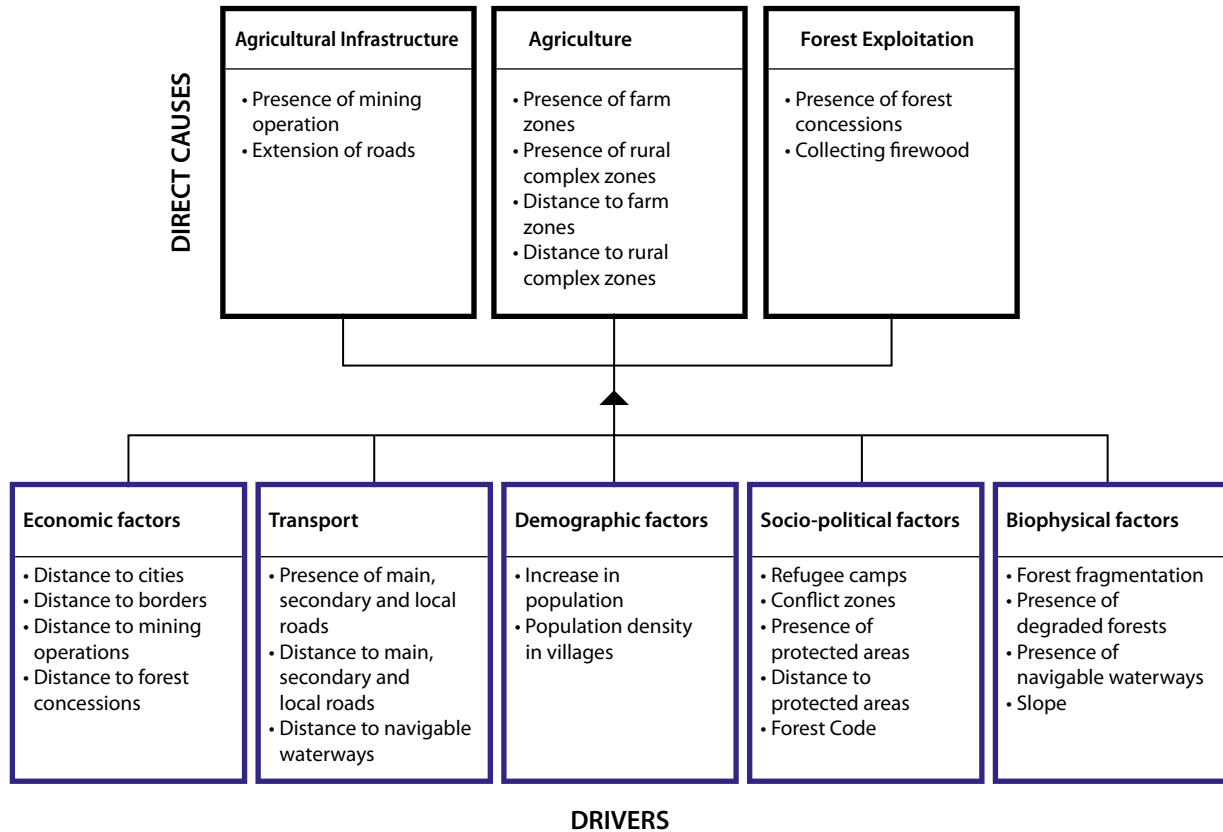 DIRECT CAUSES
Agricultural Infrastructure
• Presence of mining
operation
• Extension of roads
Agriculture
• Presence of farm
zones
• Presence of rural
complex zones
• Distance to farm
zones
• Distance to rural
complex zones
Forest Exploitation
• Presence of forest
concessions
• Collecting firewood
Economic factors
• Distance to cities
• Distance to borders
• Distance to mining
operations
• Distance to forest
concessions
Transport
• Presence of main,
secondary and local
roads
• Distance to main,
secondary and
local roads
• Distance to navigable
waterways
Demographic factors
• Increase in
population
• Population density
in villages
Socio-political factors
• Refugee camps
• Conflict zones
• Presence of
protected areas
• Distance to
protected areas
• Forest Code
Biophysical factors
• Forest fragmentation
• Presence of
degraded forests
• Presence of
navigable waterways
• Slope
DRIVERS